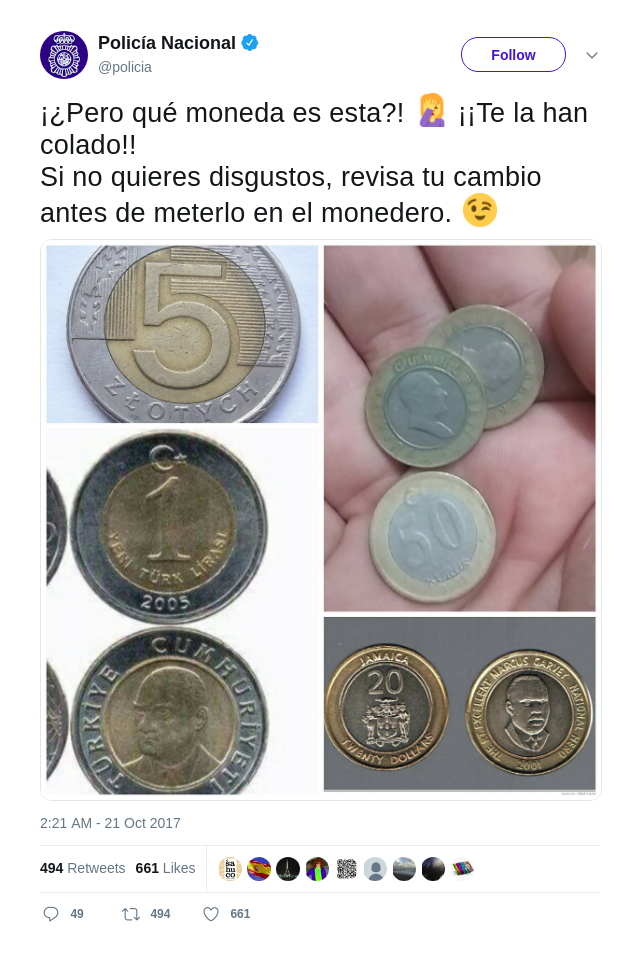 Policía Nacional
@policia
Follow
¡¿Pero qué moneda es esta?! ¡¡Te la han
colado!!
Si no quieres disgustos, revisa tu cambio
antes de meterlo en el monedero.
5
ZŁOTYCH
1
YENİ TÜRK LİRASI
2005
TÜRKİYE CUMHURİYETİ
50
KURUŞ
JAMAICA
20
TWENTY DOLLARS
THE RT EXCELLENT MARCUS GARVEY NATIONAL HERO
2001
2:21 AM - 21 Oct 2017
494 Retweets 661 Likes
sa
hu
co
49 494 661